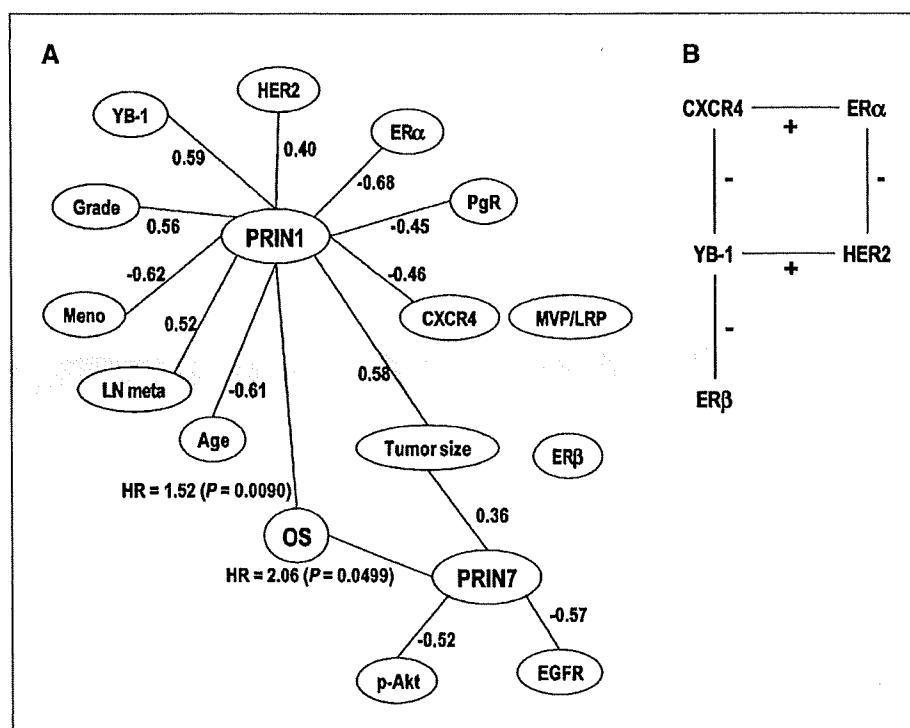 A
HER2
YB-1
ERα
0.40
0.59
-0.68
PgR
Grade
0.56
-0.45
PRIN1
-0.62
-0.46
Meno
0.52
CXCR4
MVP/LRP
0.58
LN meta
-0.61
Age
Tumor size
ERβ
HR = 1.52 (P = 0.0090)
0.36
OS
HR = 2.06 (P = 0.0499)
PRIN7
-0.52
-0.57
p-Akt
EGFR
B
CXCR4
ERα
+
-
-
YB-1
HER2
+
-
ERβ